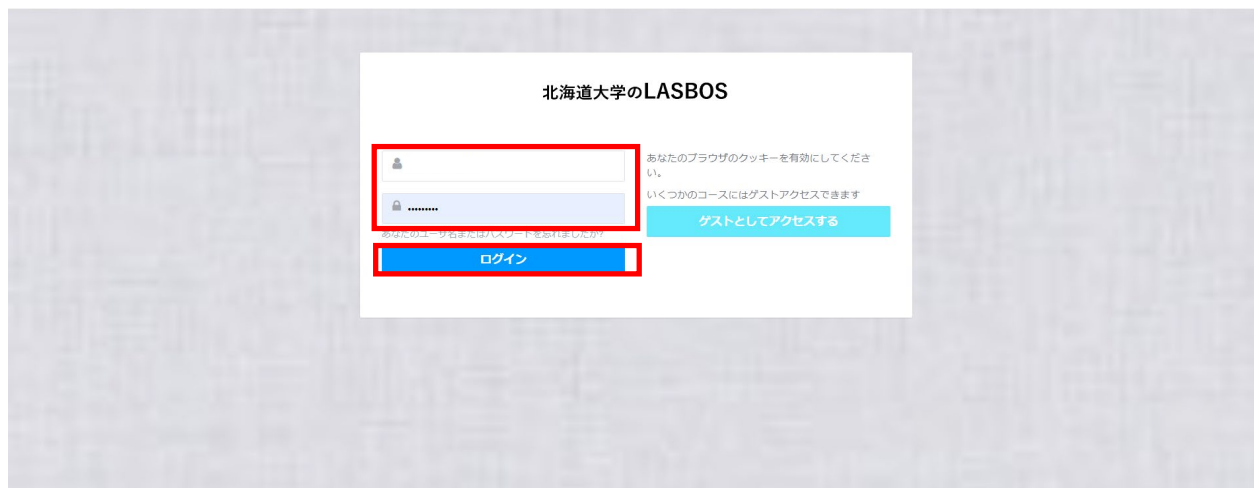 北海道大学のLASBOS
•••••••••
あなたのユーザ名またはパスワードを忘れましたか?
ログイン
あなたのブラウザのクッキーを有効にしてくださ
い。
いくつかのコースにはゲストアクセスできます
ゲストとしてアクセスする